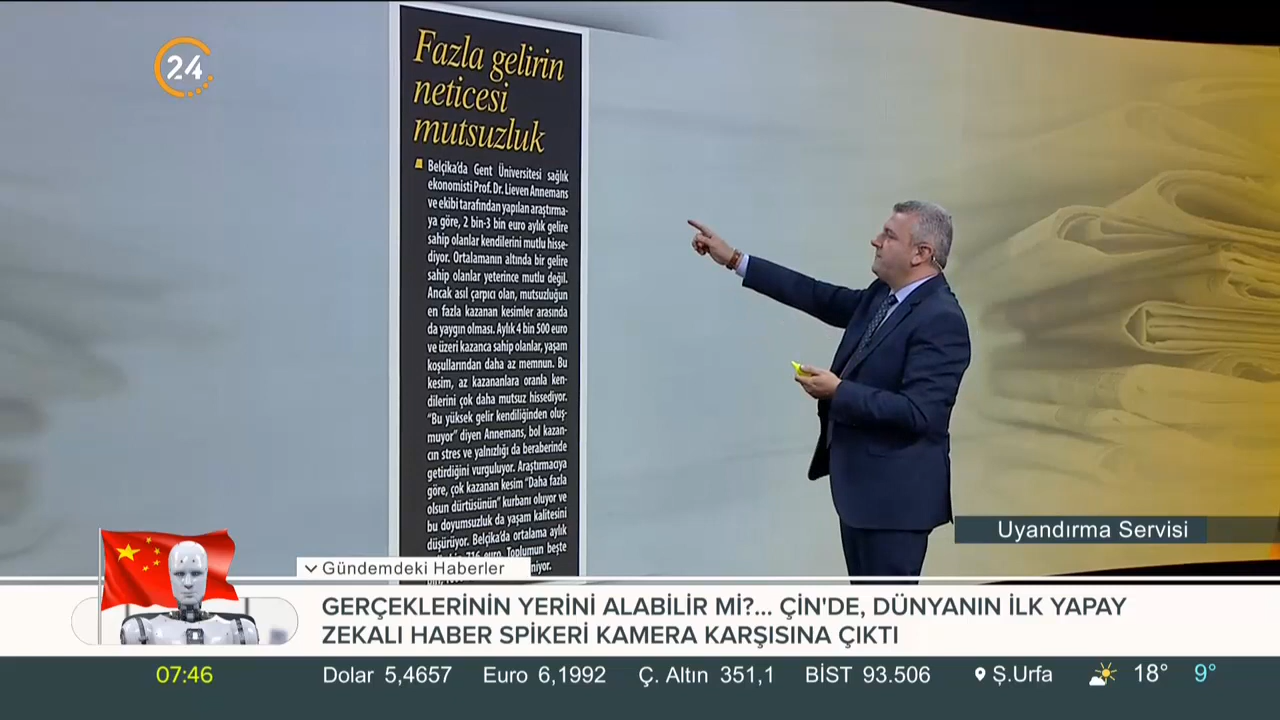 24
Fazla gelirin
neticesi
mutsuzluk
Belçika'da Gent Üniversitesi sağlık
ekonomisti Prof. Dr. Lieven Annemans
ve ekibi tarafından yapılan araştırma-
ya göre, 2 bin-3 bin euro aylık gelire
sahip olanlar kendilerini mutlu hisse-
diyor. Ortalamanın altında bir gelire
sahip olanlar yeterince mutlu değil.
Ancak asıl çarpıcı olan, mutsuzluğun
en fazla kazanan kesimler arasında
da yaygın olması. Aylık 4 bin 500 euro
ve üzeri kazanca sahip olanlar, yaşam
koşullarından daha az memnun. Bu
kesim, az kazananlara oranla ken-
dilerini çok daha mutsuz hissediyor.
"Bu yüksek gelir kendiliğinden oluş-
muyor" diyen Annemans, bol kazan-
cın stres ve yalnızlığı da beraberinde
getirdiğini vurguluyor. Araştırmacıya
göre, çok kazanan kesim "Daha fazla
olsun dürtüsünün" kurbanı oluyor ve
bu doyumsuzluk da yaşam kalitesini
düşürüyor. Belçika'da ortalama aylık
716 euro. Toplumun beşte
Uyandırma Servisi
Gündemdeki Haberler
GERÇEKLERİNİN YERİNİ ALABİLİR Mİ?... ÇİN'DE, DÜNYANIN İLK YAPAY
ZEKALI HABER SPİKERİ KAMERA KARŞISINA ÇIKTI
07:46 Dolar 5,4657 Euro 6,1992 Ç. Altın 351,1 BİST 93.506 Ş.Urfa 18° 9°